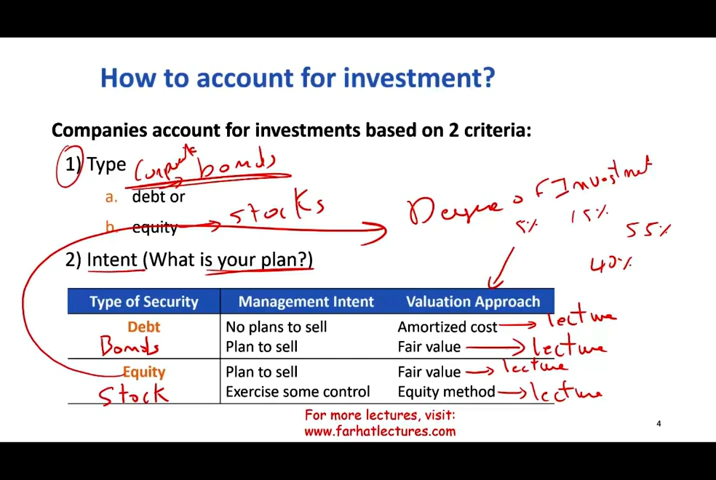 How to account for investment?
Companies account for investments based on 2 criteria:
1) Type bonds
a. debt or
b. equity → stocks
Degree of Investment
5% 15% 55%
40%
2) Intent (What is your plan?)
Type of Security Management Intent Valuation Approach
Debt No plans to sell Amortized cost → lecture
Bonds Plan to sell Fair value → lecture
Equity Plan to sell Fair value → lecture
Stock Exercise some control Equity method → lecture
For more lectures, visit:
www.farhatlectures.com
4